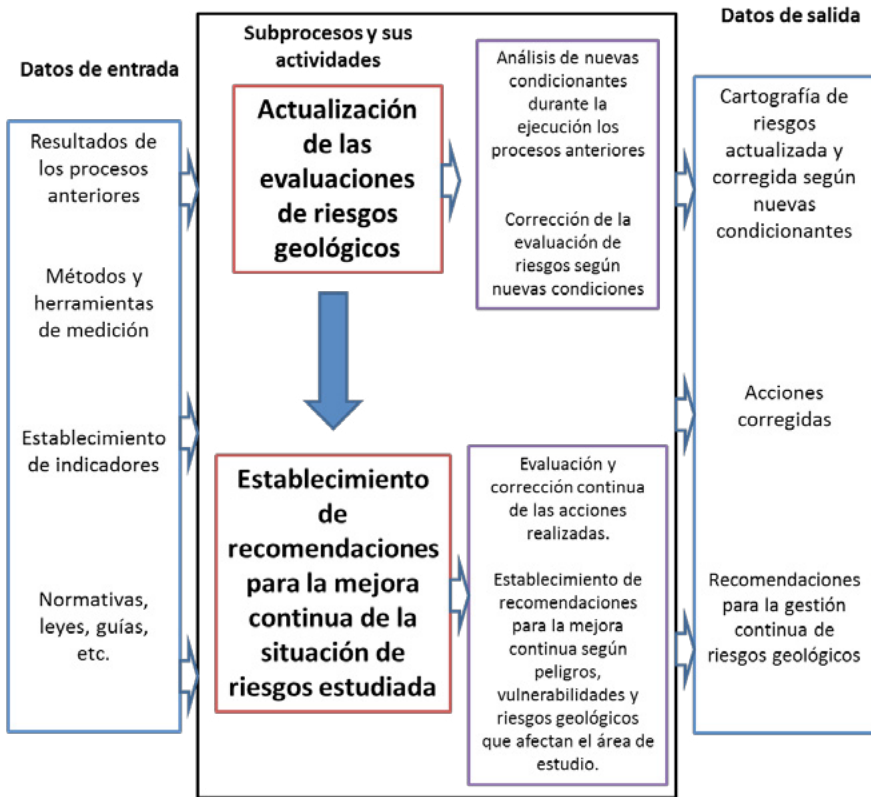 Datos de entrada
Resultados de
los procesos
anteriores
Métodos y
herramientas
de medición
Establecimiento
de indicadores
Normativas,
leyes, guías,
etc.
Subprocesos y sus
actividades
Actualización
de las
evaluaciones
de riesgos
geológicos
Análisis de nuevas
condicionantes
durante la
ejecución los
procesos anteriores
Corrección de la
evaluación de
riesgos según
nuevas condiciones
Establecimiento
de
recomendaciones
para la mejora
continua de la
situación de
riesgos estudiada
Evaluación y
corrección continua
de las acciones
realizadas.
Establecimiento de
recomendaciones
para la mejora
continua según
peligros,
vulnerabilidades y
riesgos geológicos
que afectan el área de
estudio.
Datos de salida
Cartografía de
riesgos
actualizada y
corregida según
nuevas
condicionantes
Acciones
corregidas
Recomendaciones
para la gestión
continua de
riesgos geológicos